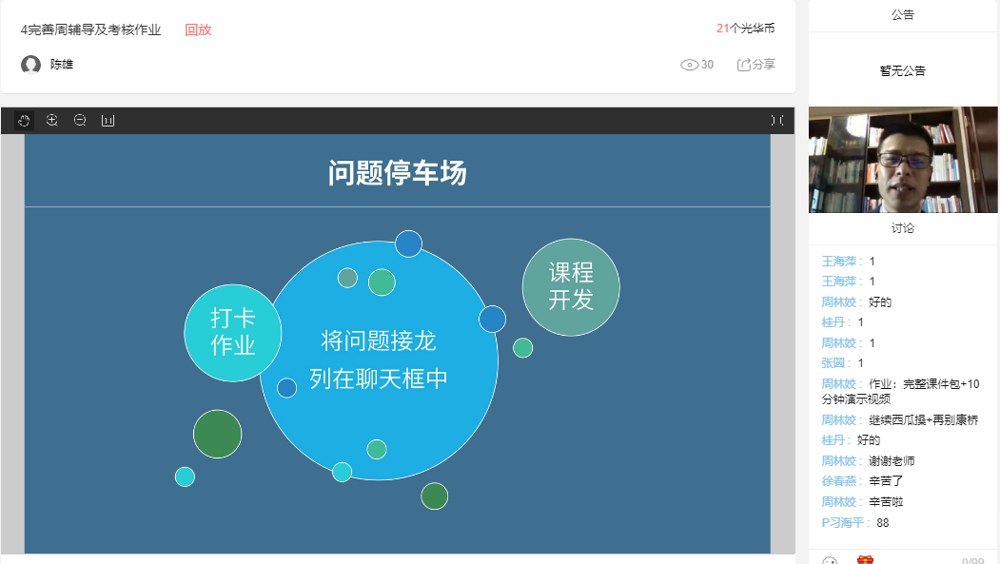 4完善周辅导及考核作业 回放
21个光华币
陈雄
30 分享
问题停车场
打卡
作业
将问题接龙
列在聊天框中
课程
开发
公告
暂无公告
讨论
王海萍： 1
王海萍： 1
周林姣： 好的
桂丹： 1
周林姣： 1
张圆： 1
周林姣： 作业：完整课件包+10
分钟演示视频
周林姣： 继续西瓜操+再别康桥
桂丹： 好的
周林姣： 谢谢老师
徐春燕： 辛苦了
周林姣： 辛苦啦
P习海平： 88
0/99